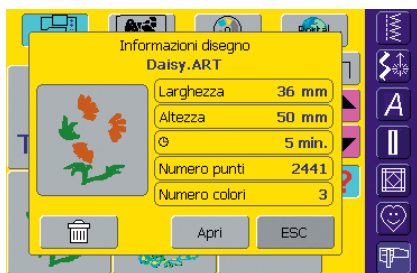 Portal
Informazioni disegno
Daisy.ART
Larghezza 36 mm
Altezza 50 mm
5 min.
Numero punti 2441
Numero colori 3
Apri ESC
T
?
A